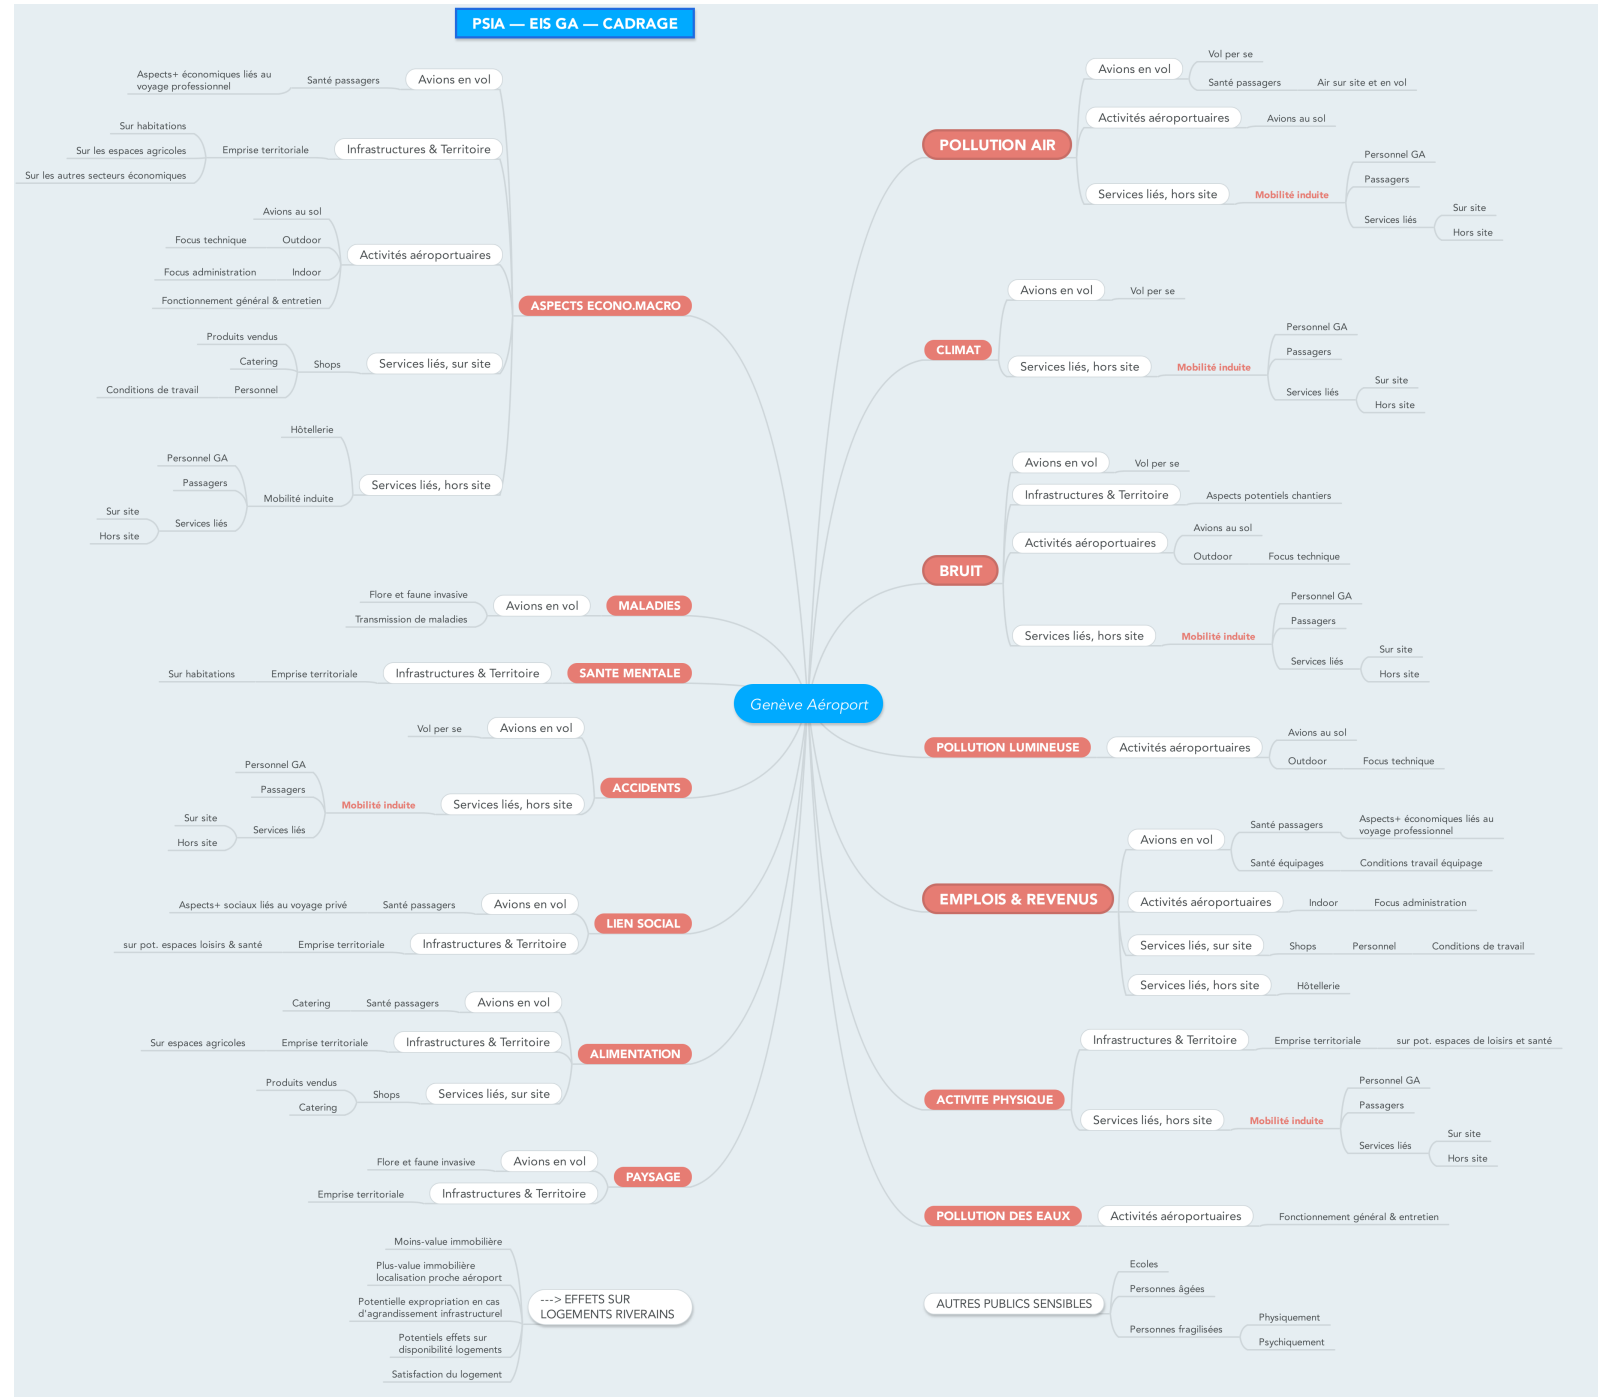 PSIA — EIS GA — CADRAGE
Genève Aéroport
POLLUTION AIR
Avions en vol
Vol per se
Santé passagers
Air sur site et en vol
Activités aéroportuaires
Avions au sol
Services liés, hors site
Mobilité induite
Personnel GA
Passagers
Services liés
Sur site
Hors site
CLIMAT
Avions en vol
Vol per se
Services liés, hors site
Mobilité induite
Personnel GA
Passagers
Services liés
Sur site
Hors site
BRUIT
Avions en vol
Vol per se
Infrastructures & Territoire
Aspects potentiels chantiers
Activités aéroportuaires
Avions au sol
Outdoor
Focus technique
Services liés, hors site
Mobilité induite
Personnel GA
Passagers
Services liés
Sur site
Hors site
POLLUTION LUMINEUSE
Activités aéroportuaires
Avions au sol
Outdoor
Focus technique
EMPLOIS & REVENUS
Avions en vol
Santé passagers
Aspects+ économiques liés au
voyage professionnel
Santé équipages
Conditions travail équipage
Activités aéroportuaires
Indoor
Focus administration
Services liés, sur site
Shops
Personnel
Conditions de travail
Services liés, hors site
Hôtellerie
ACTIVITE PHYSIQUE
Infrastructures & Territoire
Emprise territoriale
sur pot. espaces de loisirs et santé
Services liés, hors site
Mobilité induite
Personnel GA
Passagers
Services liés
Sur site
Hors site
POLLUTION DES EAUX
Activités aéroportuaires
Fonctionnement général & entretien
AUTRES PUBLICS SENSIBLES
Ecoles
Personnes âgées
Personnes fragilisées
Physiquement
Psychiquement
ASPECTS ECONO.MACRO
Avions en vol
Santé passagers
Aspects+ économiques liés au
voyage professionnel
Infrastructures & Territoire
Emprise territoriale
Sur habitations
Sur les espaces agricoles
Sur les autres secteurs économiques
Activités aéroportuaires
Avions au sol
Outdoor
Focus technique
Indoor
Focus administration
Fonctionnement général & entretien
Services liés, sur site
Shops
Produits vendus
Catering
Personnel
Conditions de travail
Services liés, hors site
Hôtellerie
Mobilité induite
Personnel GA
Passagers
Services liés
Sur site
Hors site
MALADIES
Avions en vol
Flore et faune invasive
Transmission de maladies
SANTE MENTALE
Infrastructures & Territoire
Emprise territoriale
Sur habitations
ACCIDENTS
Avions en vol
Vol per se
Services liés, hors site
Mobilité induite
Personnel GA
Passagers
Services liés
Sur site
Hors site
LIEN SOCIAL
Avions en vol
Santé passagers
Aspects+ sociaux liés au voyage privé
Infrastructures & Territoire
Emprise territoriale
sur pot. espaces loisirs & santé
ALIMENTATION
Avions en vol
Santé passagers
Catering
Infrastructures & Territoire
Emprise territoriale
Sur espaces agricoles
Services liés, sur site
Shops
Produits vendus
Catering
PAYSAGE
Avions en vol
Flore et faune invasive
Infrastructures & Territoire
Emprise territoriale
---> EFFETS SUR
LOGEMENTS RIVERAINS
Moins-value immobilière
Plus-value immobilière
localisation proche aéroport
Potentielle expropriation en cas
d'agrandissement infrastructurel
Potentiels effets sur
disponibilité logements
Satisfaction du logement